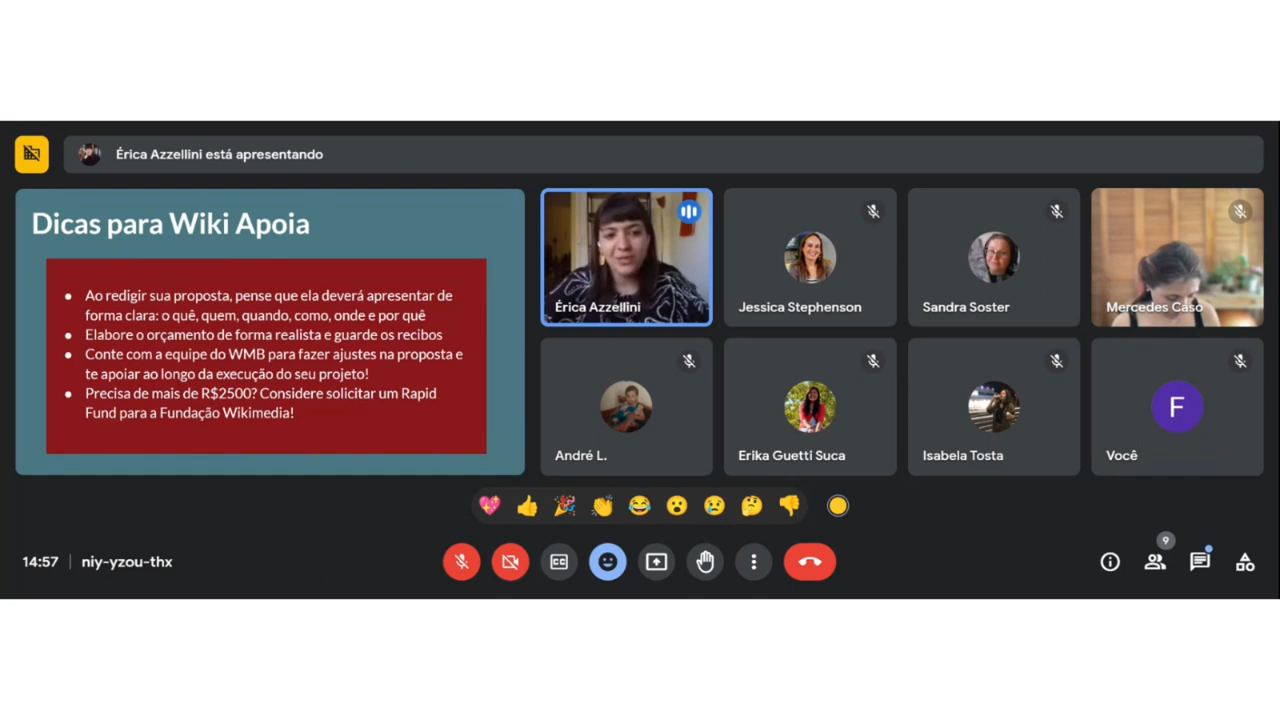 Érica Azzellini está apresentando
Dicas para Wiki Apoia
● Ao redigir sua proposta, pense que ela deverá apresentar de
forma clara: o quê, quem, quando, como, onde e por quê
● Elabore o orçamento de forma realista e guarde os recibos
● Conte com a equipe do WMB para fazer ajustes na proposta e
te apoiar ao longo da execução do seu projeto!
● Precisa de mais de R$2500? Considere solicitar um Rapid
Fund para a Fundação Wikimedia!
Érica Azzellini
Jessica Stephenson
Sandra Soster
Mercedes Caso
André L.
Erika Guetti Suca
Isabela Tosta
F
Você
14:57 | niy-yzou-thx
CC
9